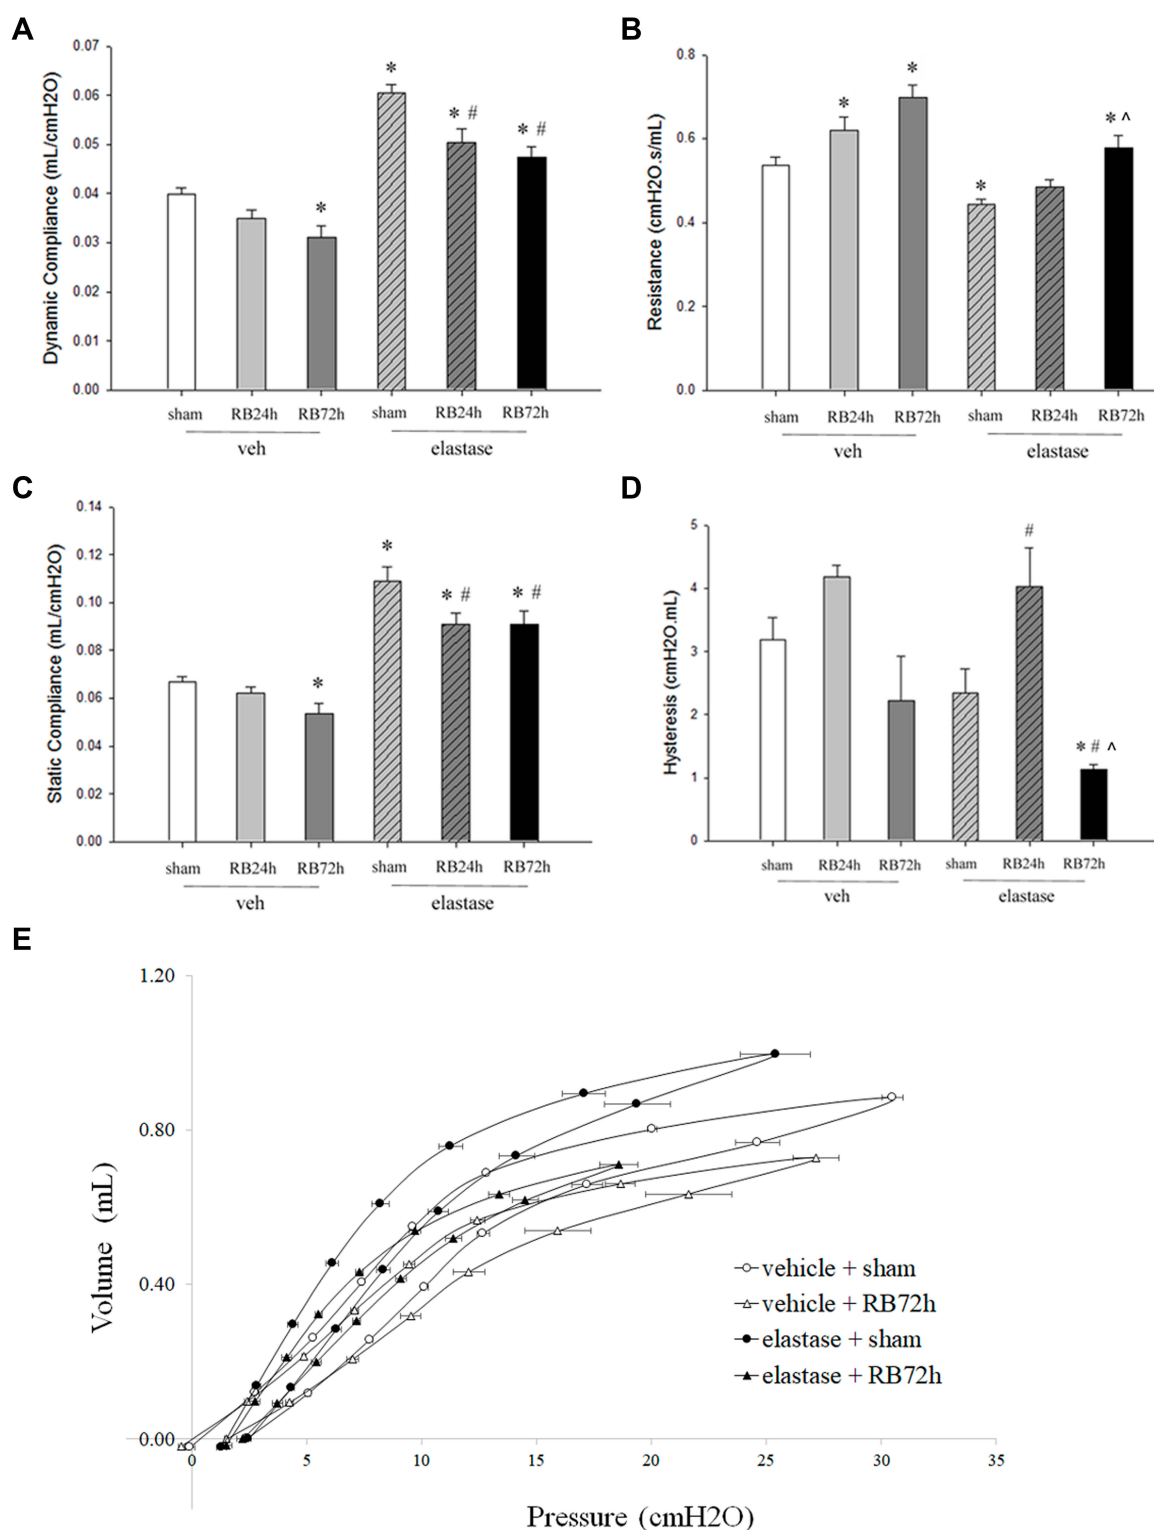 A
Dynamic Compliance (mL/cmH2O)
0.07
0.06
0.05
0.04
0.03
0.02
0.01
0.00
*
*
* #
* #
sham RB24h RB72h sham RB24h RB72h
veh elastase
B
Resistance (cmH2O.s/mL)
0.8
0.6
0.4
0.2
0.0
*
*
*
* ^
sham RB24h RB72h sham RB24h RB72h
veh elastase
C
Static Compliance (mL/cmH2O)
0.14
0.12
0.10
0.08
0.06
0.04
0.02
0.00
*
*
* #
* #
sham RB24h RB72h sham RB24h RB72h
veh elastase
D
Hysteresis (cmH2O.mL)
5
4
3
2
1
0
#
* # ^
sham RB24h RB72h sham RB24h RB72h
veh elastase
E
Volume (mL)
1.20
0.80
0.40
0.00
0 5 10 15 20 25 30 35
Pressure (cmH2O)
vehicle + sham
vehicle + RB72h
elastase + sham
elastase + RB72h